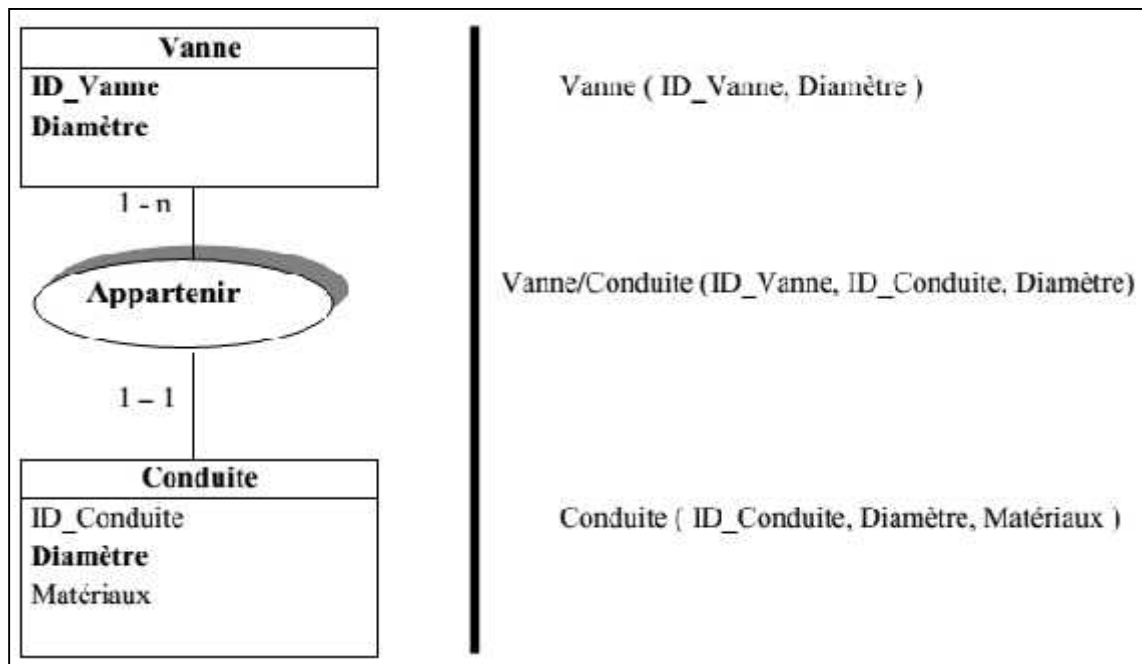 Vanne
ID_Vanne
Diamètre
Vanne ( ID_Vanne, Diamètre )
1 - n
Appartenir
Vanne/Conduite (ID_Vanne, ID_Conduite, Diamètre)
1 – 1
Conduite
ID_Conduite
Diamètre
Matériaux
Conduite ( ID_Conduite, Diamètre, Matériaux )